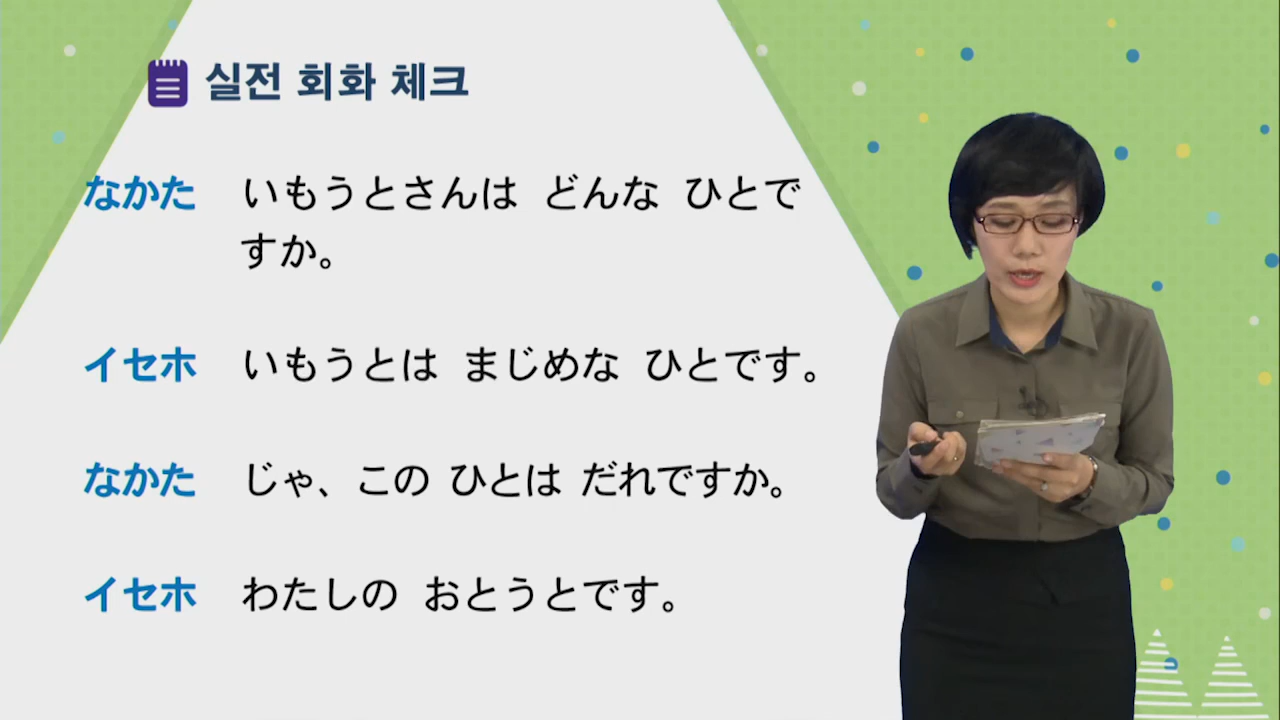 실전 회화 체크
なかた いもうとさんは どんな ひとで
すか。
イセホ いもうとは まじめな ひとです。
なかた じゃ、この ひとは だれですか。
イセホ わたしの おとうとです。